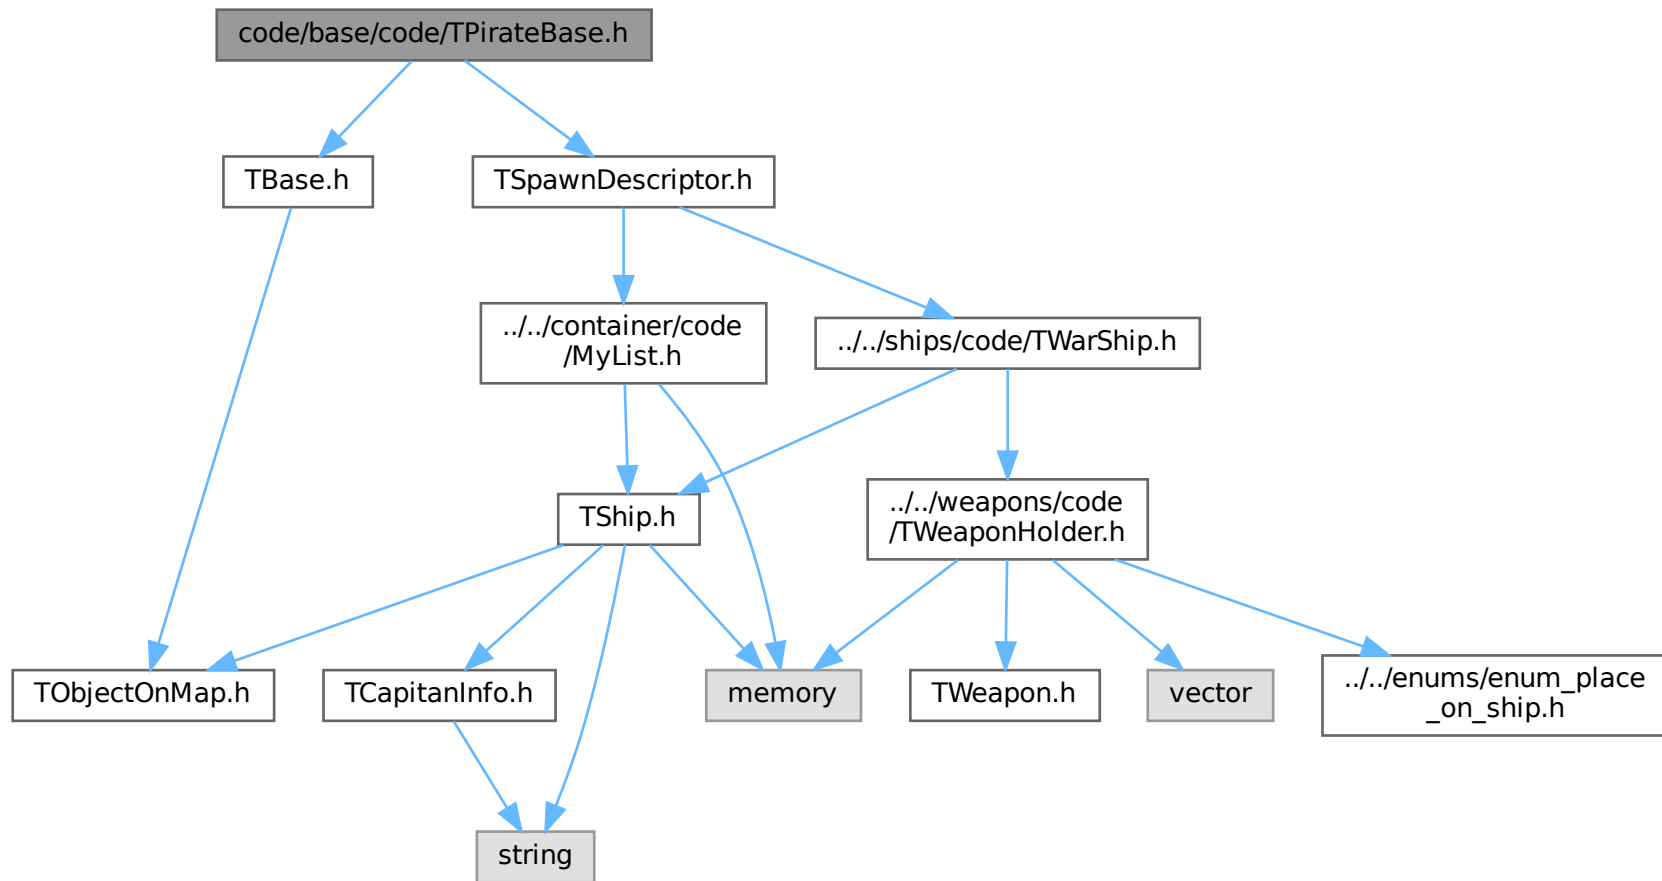 code/base/code/TPirateBase.h
TBase.h
TSpawnDescriptor.h
../../container/code
/MyList.h
../../ships/code/TWarShip.h
TShip.h
../../weapons/code
/TWeaponHolder.h
TObjectOnMap.h
TCapitanInfo.h
memory
TWeapon.h
vector
../../enums/enum_place
_on_ship.h
string